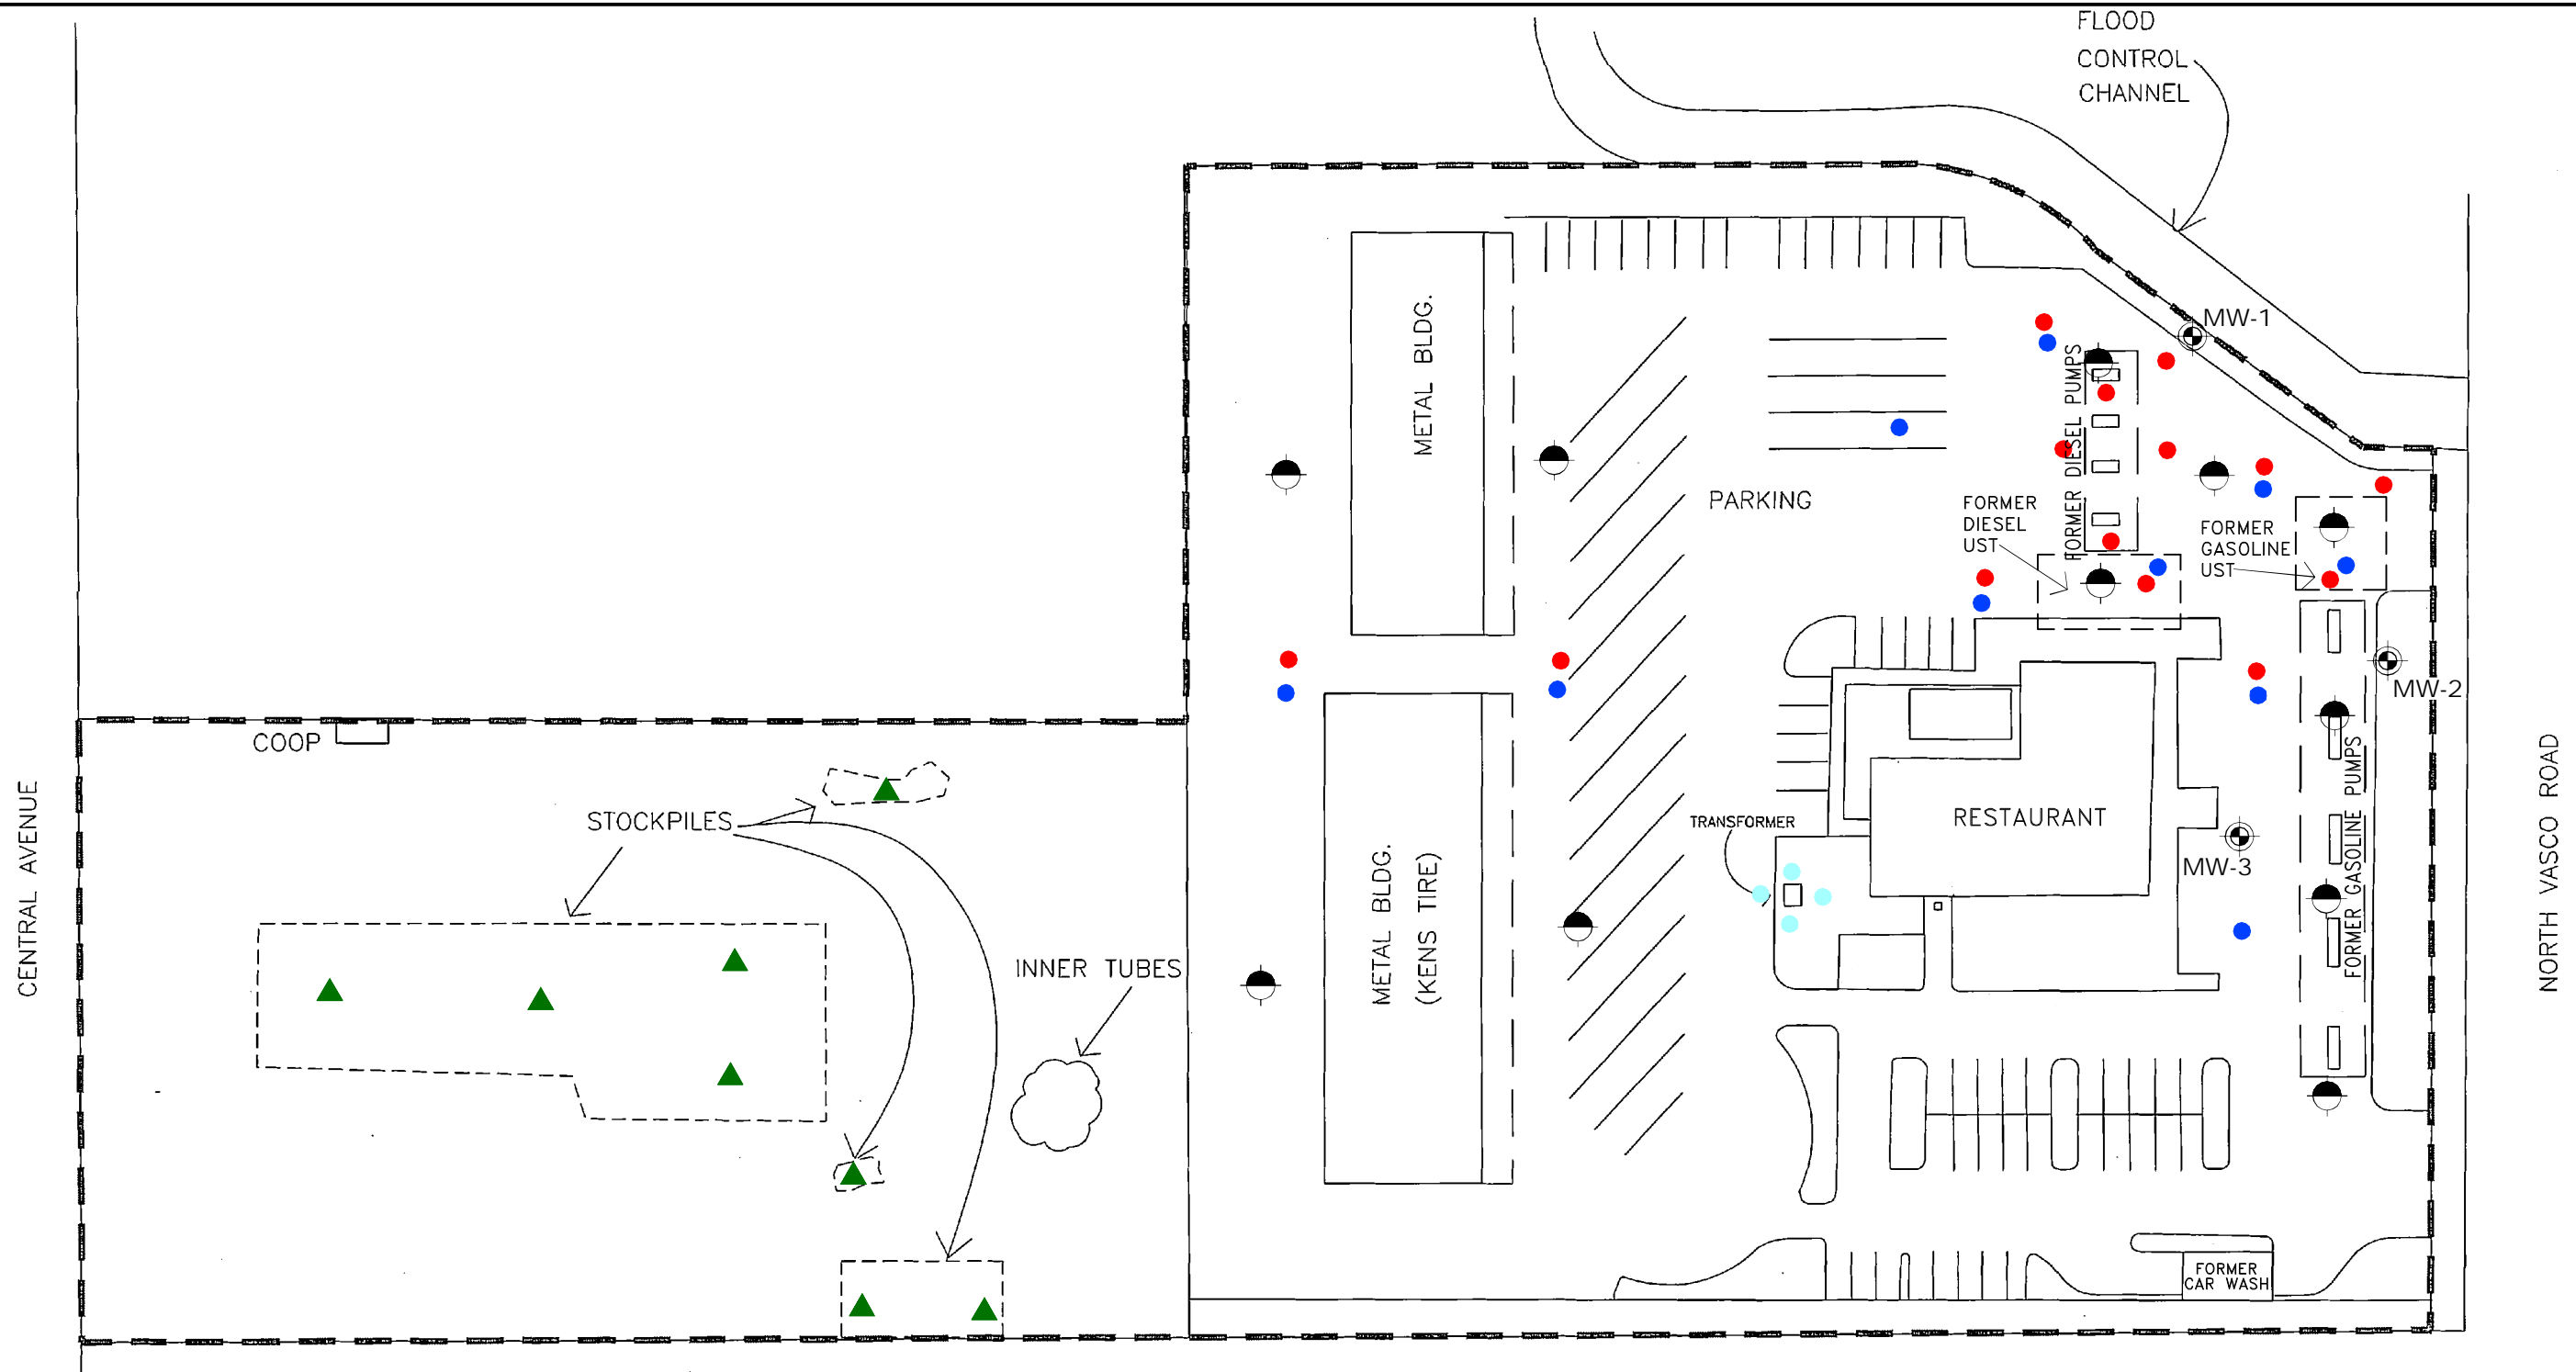 FLOOD
CONTROL
CHANNEL
MW-1
METAL BLDG.
FORMER DIESEL PUMPS
PARKING
FORMER
DIESEL
UST
FORMER
GASOLINE
UST
MW-2
COOP
STOCKPILES
TRANSFORMER
RESTAURANT
MW-3
FORMER GASOLINE PUMPS
CENTRAL AVENUE
NORTH VASCO ROAD
INNER TUBES
METAL BLDG.
(KENS TIRE)
FORMER
CAR WASH